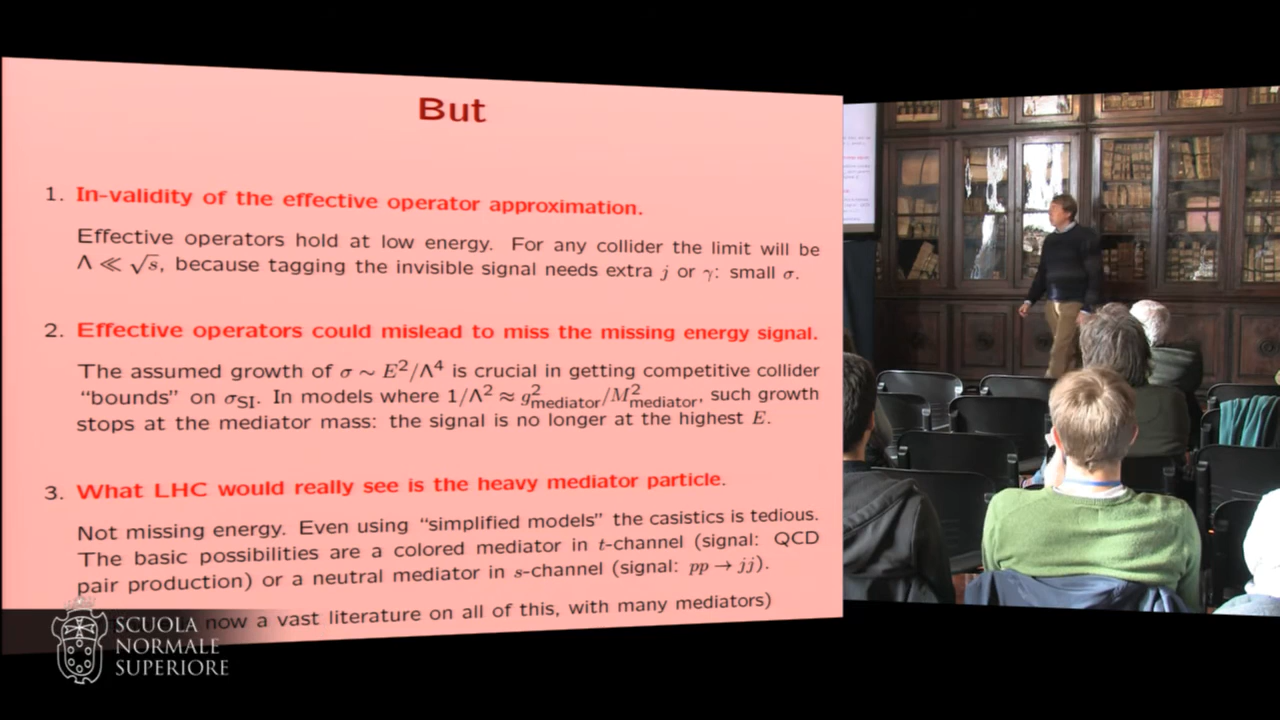 But
1. In-validity of the effective operator approximation.
Effective operators hold at low energy. For any collider the limit will be
Λ ≪ √s, because tagging the invisible signal needs extra j or γ: small σ.
2. Effective operators could mislead to miss the missing energy signal.
The assumed growth of σ ∼ E²/Λ⁴ is crucial in getting competitive collider
“bounds” on σ_SI. In models where 1/Λ² ≈ g²_mediator/M²_mediator, such growth
stops at the mediator mass: the signal is no longer at the highest E.
3. What LHC would really see is the heavy mediator particle.
Not missing energy. Even using “simplified models” the casistics is tedious.
The basic possibilities are a colored mediator in t-channel (signal: QCD
pair production) or a neutral mediator in s-channel (signal: pp → jj).
now a vast literature on all of this, with many mediators)
SCUOLA
NORMALE
SUPERIORE